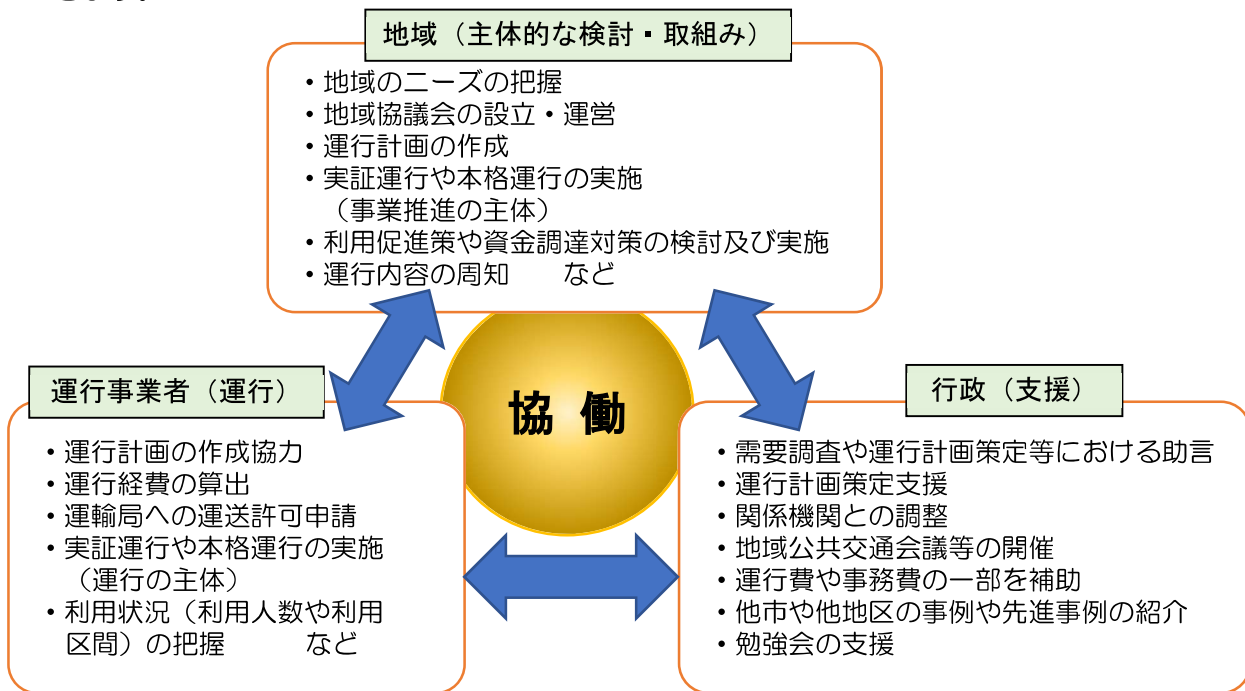 地域（主体的な検討・取組み）
・地域のニーズの把握
・地域協議会の設立・運営
・運行計画の作成
・実証運行や本格運行の実施
（事業推進の主体）
・利用促進策や資金調達対策の検討及び実施
・運行内容の周知　　など
協 働
運行事業者（運行）
・運行計画の作成協力
・運行経費の算出
・運輸局への運送許可申請
・実証運行や本格運行の実施
（運行の主体）
・利用状況（利用人数や利用
区間）の把握　　　など
行政（支援）
・需要調査や運行計画策定等における助言
・運行計画策定支援
・関係機関との調整
・地域公共交通会議等の開催
・運行費や事務費の一部を補助
・他市や他地区の事例や先進事例の紹介
・勉強会の支援